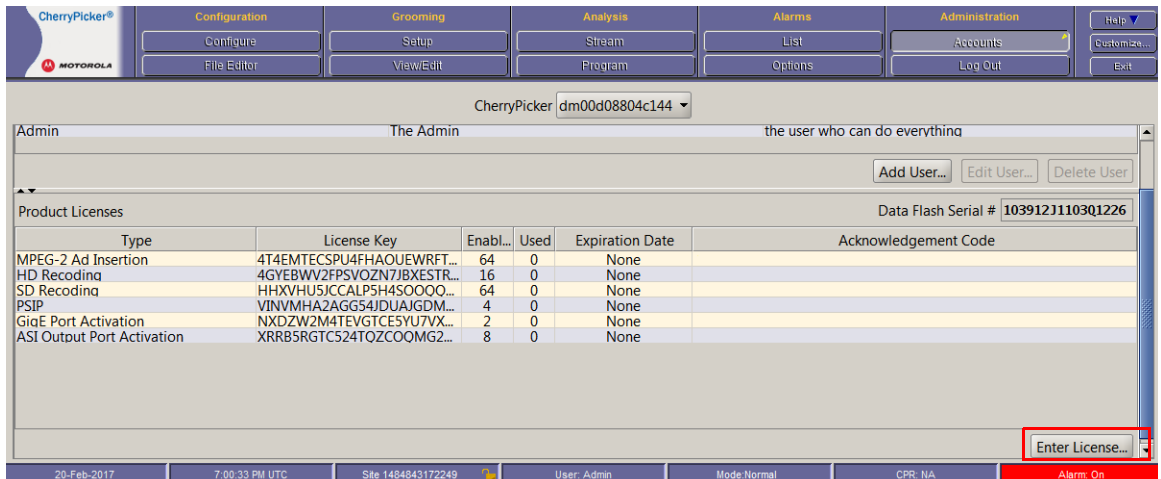 CherryPicker® Configuration Grooming Analysis Alarms Administration Help
Configure Setup Stream List Accounts Customize...
MOTOROLA File Editor View/Edit Program Options Log Out Exit
CherryPicker dm00d08804c144
Admin The Admin the user who can do everything
Add User... Edit User... Delete User
Product Licenses Data Flash Serial # 103912J1103Q1226
Type License Key Enabl... Used Expiration Date Acknowledgement Code
MPEG-2 Ad Insertion 4T4EMTECSPU4FHAOUEWRFT... 64 0 None
HD Recoding 4GYEBWV2FPSVOZN7JBXESTR... 16 0 None
SD Recoding HHXVHU5JCCALP5H4SOOQQ... 64 0 None
PSIP VINVMHA2AGG54JDUAJGDM... 4 0 None
GigE Port Activation NXDZW2M4TEVGTCE5YU7VX... 2 0 None
ASI Output Port Activation XRRB5RGTC524TQZCOQMG2... 8 0 None
Enter License...
20-Feb-2017 7:00:33 PM UTC Site 1484843172249 User: Admin Mode:Normal CPR: NA Alarm: On